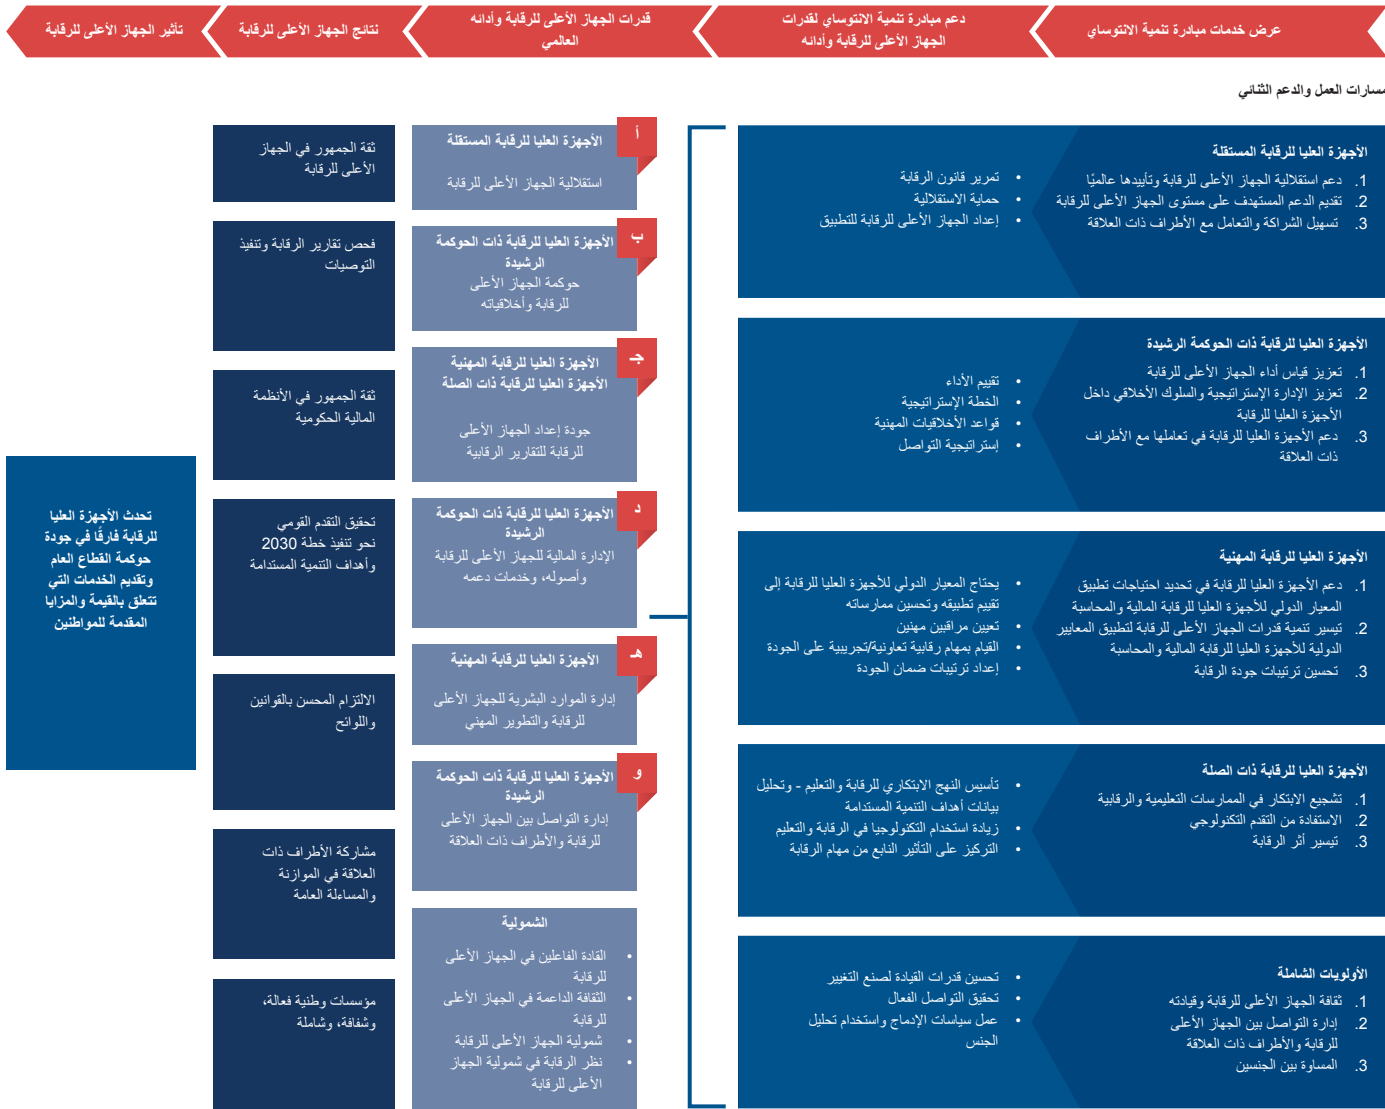 عرض خدمات مبادرة تنمية الانتوساي
دعم مبادرة تنمية الانتوساي لقدرات
الجهاز الأعلى للرقابة وأدائه
قدرات الجهاز الأعلى للرقابة وأدائه
العالمي
نتائج الجهاز الأعلى للرقابة
تأثير الجهاز الأعلى للرقابة
مسارات العمل والدعم الثنائي
الأجهزة العليا للرقابة المستقلة
1. دعم استقلالية الجهاز الأعلى للرقابة وتأييدها عالميًا
2. تقديم الدعم المستهدف على مستوى الجهاز الأعلى للرقابة
3. تسهيل الشراكة والتعامل مع الأطراف ذات العلاقة
• تمرير قانون الرقابة
• حماية الاستقلالية
• إعداد الجهاز الأعلى للرقابة للتطبيق
الأجهزة العليا للرقابة ذات الحوكمة الرشيدة
1. تعزيز قياس أداء الجهاز الأعلى للرقابة
2. تعزيز الإدارة الإستراتيجية والسلوك الأخلاقي داخل
الأجهزة العليا للرقابة
3. دعم الأجهزة العليا للرقابة في تعاملها مع الأطراف
ذات العلاقة
• تقييم الأداء
• الخطة الإستراتيجية
• قواعد الأخلاقيات المهنية
• إستراتيجية التواصل
الأجهزة العليا للرقابة المهنية
1. دعم الأجهزة العليا للرقابة في تحديد احتياجات تطبيق
المعيار الدولي للأجهزة العليا للرقابة المالية والمحاسبة
2. تيسير تنمية قدرات الجهاز الأعلى للرقابة لتطبيق المعايير
الدولية للأجهزة العليا للرقابة المالية والمحاسبة
3. تحسين ترتيبات جودة الرقابة
• يحتاج المعيار الدولي للأجهزة العليا للرقابة إلى
تقييم تطبيقه وتحسين ممارساته
• تعيين مراقبين مهنين
• القيام بمهام رقابية تعاونية/تجريبية على الجودة
• إعداد ترتيبات ضمان الجودة
الأجهزة العليا للرقابة ذات الصلة
1. تشجيع الابتكار في الممارسات التعليمية والرقابية
2. الاستفادة من التقدم التكنولوجي
3. تيسير أثر الرقابة
• تأسيس النهج الابتكاري للرقابة والتعليم - وتحليل
بيانات أهداف التنمية المستدامة
• زيادة استخدام التكنولوجيا في الرقابة والتعليم
• التركيز على التأثير النابع من مهام الرقابة
الأولويات الشاملة
1. ثقافة الجهاز الأعلى للرقابة وقيادته
2. إدارة التواصل بين الجهاز الأعلى
للرقابة والأطراف ذات العلاقة
3. المساوة بين الجنسين
• تحسين قدرات القيادة لصنع التغيير
• تحقيق التواصل الفعال
• عمل سياسات الإدماج واستخدام تحليل
الجنس
أ
الأجهزة العليا للرقابة المستقلة
استقلالية الجهاز الأعلى للرقابة
ب
الأجهزة العليا للرقابة ذات الحوكمة
الرشيدة
حوكمة الجهاز الأعلى
للرقابة وأخلاقياته
جـ
الأجهزة العليا للرقابة المهنية
الأجهزة العليا للرقابة ذات الصلة
جودة إعداد الجهاز الأعلى
للرقابة للتقارير الرقابية
د
الأجهزة العليا للرقابة ذات الحوكمة
الرشيدة
الإدارة المالية للجهاز الأعلى للرقابة
وأصوله، وخدمات دعمه
هـ
الأجهزة العليا للرقابة المهنية
إدارة الموارد البشرية للجهاز الأعلى
للرقابة والتطوير المهني
و
الأجهزة العليا للرقابة ذات الحوكمة
الرشيدة
إدارة التواصل بين الجهاز الأعلى
للرقابة والأطراف ذات العلاقة
الشمولية
• القادة الفاعلين في الجهاز الأعلى
للرقابة
• الثقافة الداعمة في الجهاز الأعلى
للرقابة
• شمولية الجهاز الأعلى للرقابة
• نظر الرقابة في شمولية الجهاز
الأعلى للرقابة
ثقة الجمهور في الجهاز
الأعلى للرقابة
فحص تقارير الرقابة وتنفيذ
التوصيات
ثقة الجمهور في الأنظمة
المالية الحكومية
تحقيق التقدم القومي
نحو تنفيذ خطة 2030
وأهداف التنمية المستدامة
الالتزام المحسن بالقوانين
واللوائح
مشاركة الأطراف ذات
العلاقة في الموازنة
والمساءلة العامة
مؤسسات وطنية فعالة،
وشفافة، وشاملة
تحدث الأجهزة العليا
للرقابة فارقًا في جودة
حوكمة القطاع العام
وتقديم الخدمات التي
تتعلق بالقيمة والمزايا
المقدمة للمواطنين